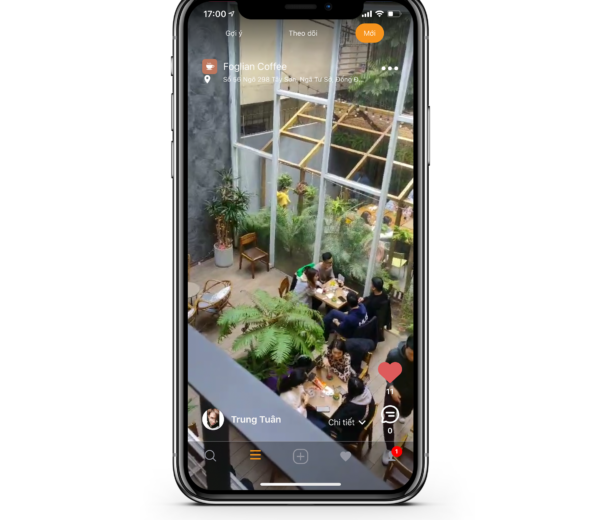 17:00
Gợi ý
Theo dõi
Mới
Foglian Coffee
Số 56 Ngõ 298 Tây Sơn, Ngã Tư Sở, Đống Đ...
11
Trung Tuân
Chi tiết
0
1